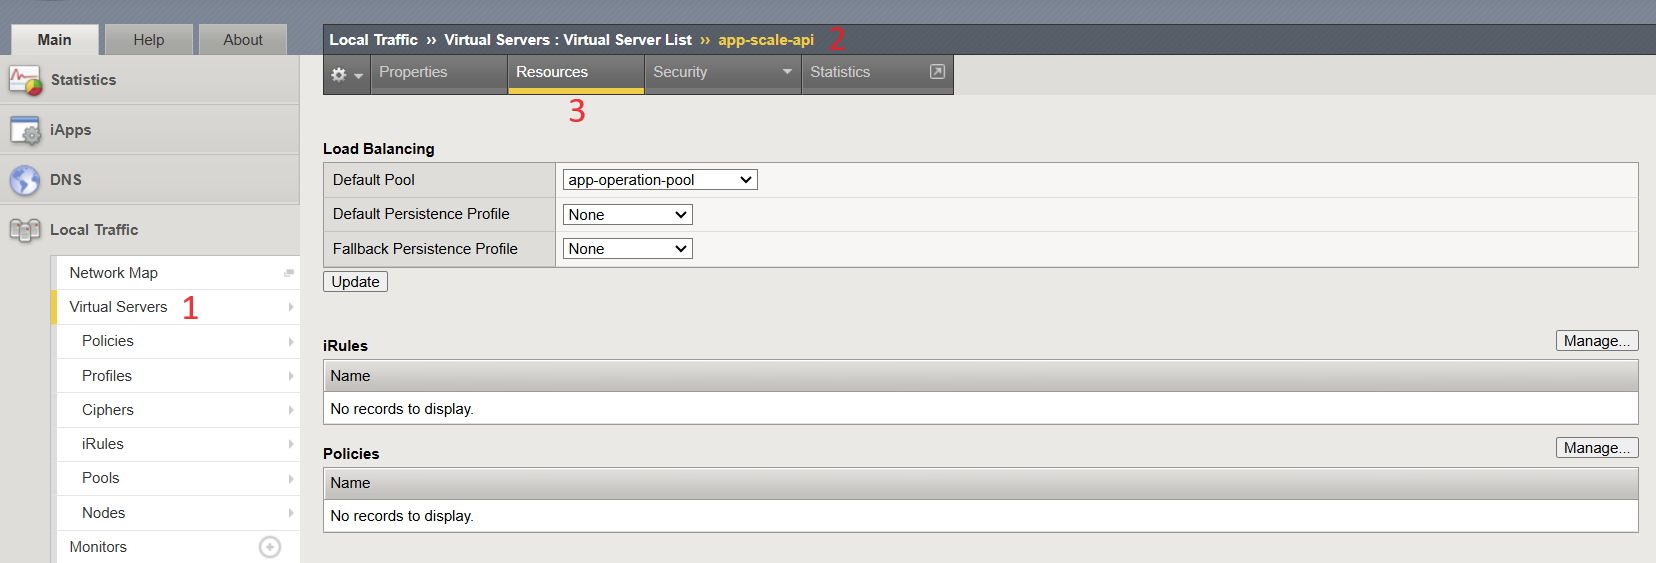 Main Help About
Statistics
iApps
DNS
Local Traffic
Network Map
Virtual Servers 1
Policies
Profiles
Ciphers
iRules
Pools
Nodes
Monitors
Local Traffic ›› Virtual Servers : Virtual Server List ›› app-scale-api 2
Properties Resources Security Statistics
3
Load Balancing
Default Pool app-operation-pool
Default Persistence Profile None
Fallback Persistence Profile None
Update
iRules Manage...
Name
No records to display.
Policies Manage...
Name
No records to display.